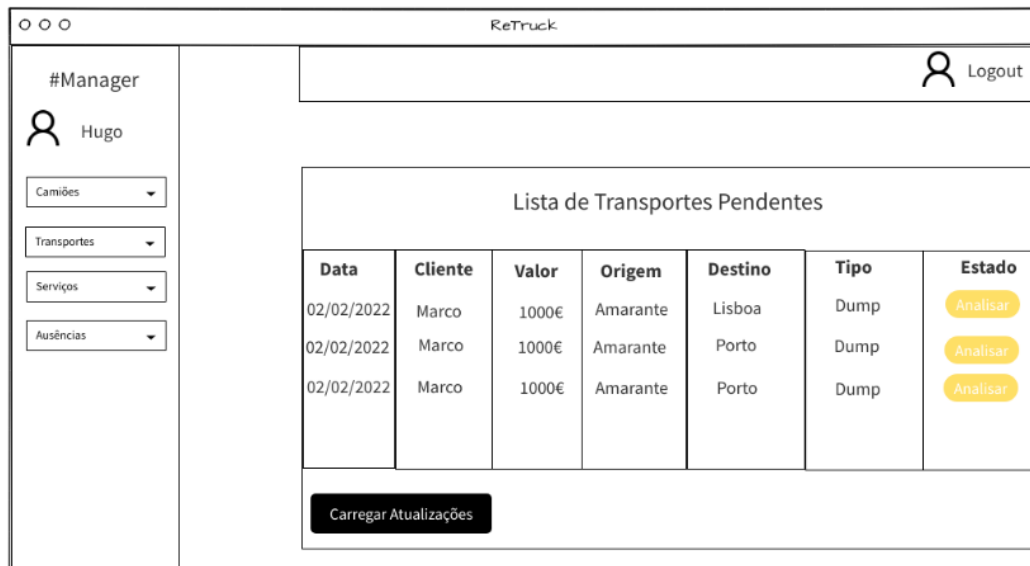 ReTruck
#Manager
Hugo
Camiões
Transportes
Serviços
Ausências
Logout
Lista de Transportes Pendentes
Data Cliente Valor Origem Destino Tipo Estado
02/02/2022 Marco 1000€ Amarante Lisboa Dump Analisar
02/02/2022 Marco 1000€ Amarante Porto Dump Analisar
02/02/2022 Marco 1000€ Amarante Porto Dump Analisar
Carregar Atualizações